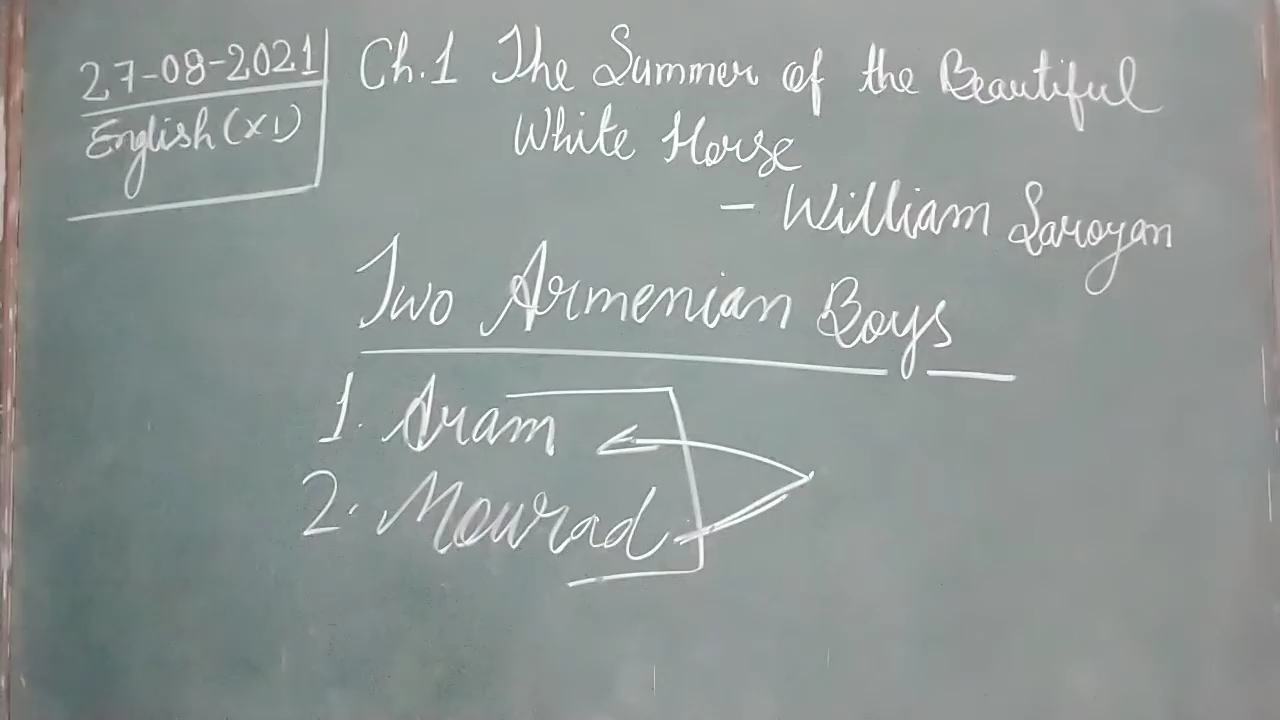 27-08-2021
English (XI)
Ch.1 The Summer of the Beautiful
White Horse
- William Saroyan
Two Armenian Boys
1. Aram
2. Mourad